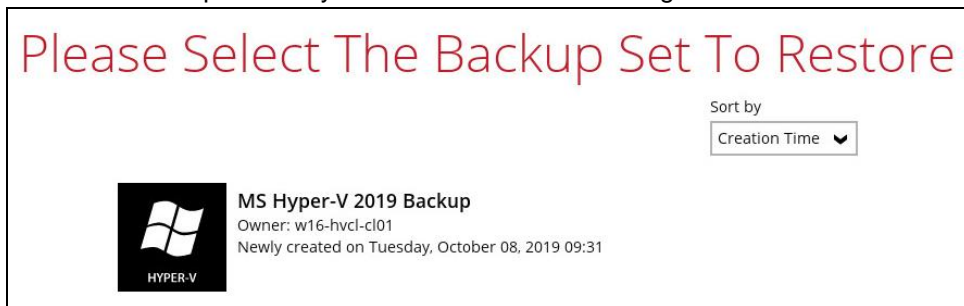 Please Select The Backup Set To Restore
Sort by
Creation Time
MS Hyper-V 2019 Backup
Owner: w16-hvcl-cl01
Newly created on Tuesday, October 08, 2019 09:31
HYPER-V